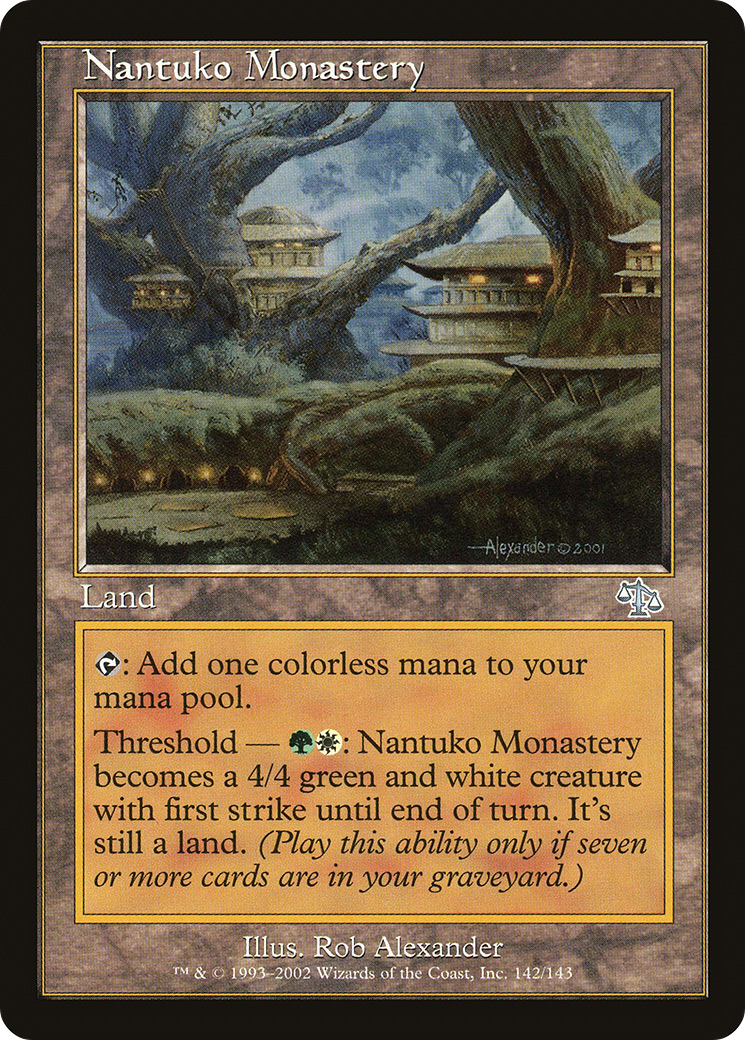 Nantuko Monastery
Alexander © 2001
Land
: Add one colorless mana to your
mana pool.
Threshold — : Nantuko Monastery
becomes a 4/4 green and white creature
with first strike until end of turn. It's
still a land. (Play this ability only if seven
or more cards are in your graveyard.)
Illus. Rob Alexander
™ & © 1993–2002 Wizards of the Coast, Inc. 142/143